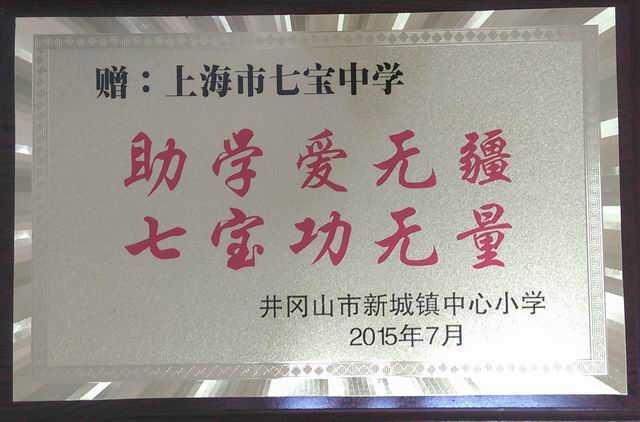 赠：上海市七宝中学
助学爱无疆
七宝功无量
井冈山市新城镇中心小学
2015年7月